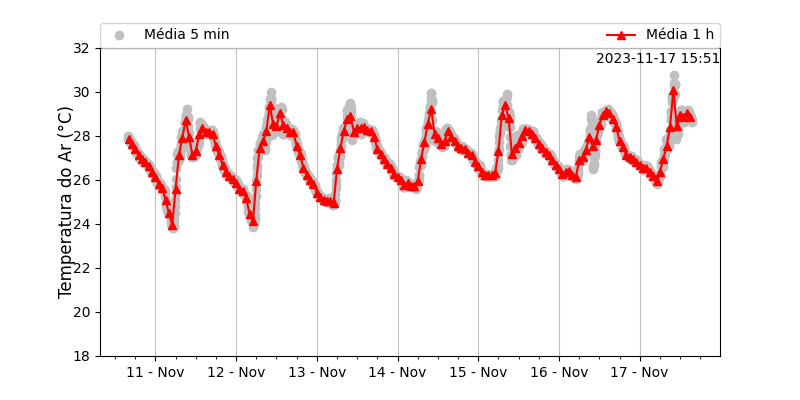 Média 5 min
Média 1 h
2023-11-17 15:51
Temperatura do Ar (°C)
32
30
28
26
24
22
20
18
11 - Nov
12 - Nov
13 - Nov
14 - Nov
15 - Nov
16 - Nov
17 - Nov